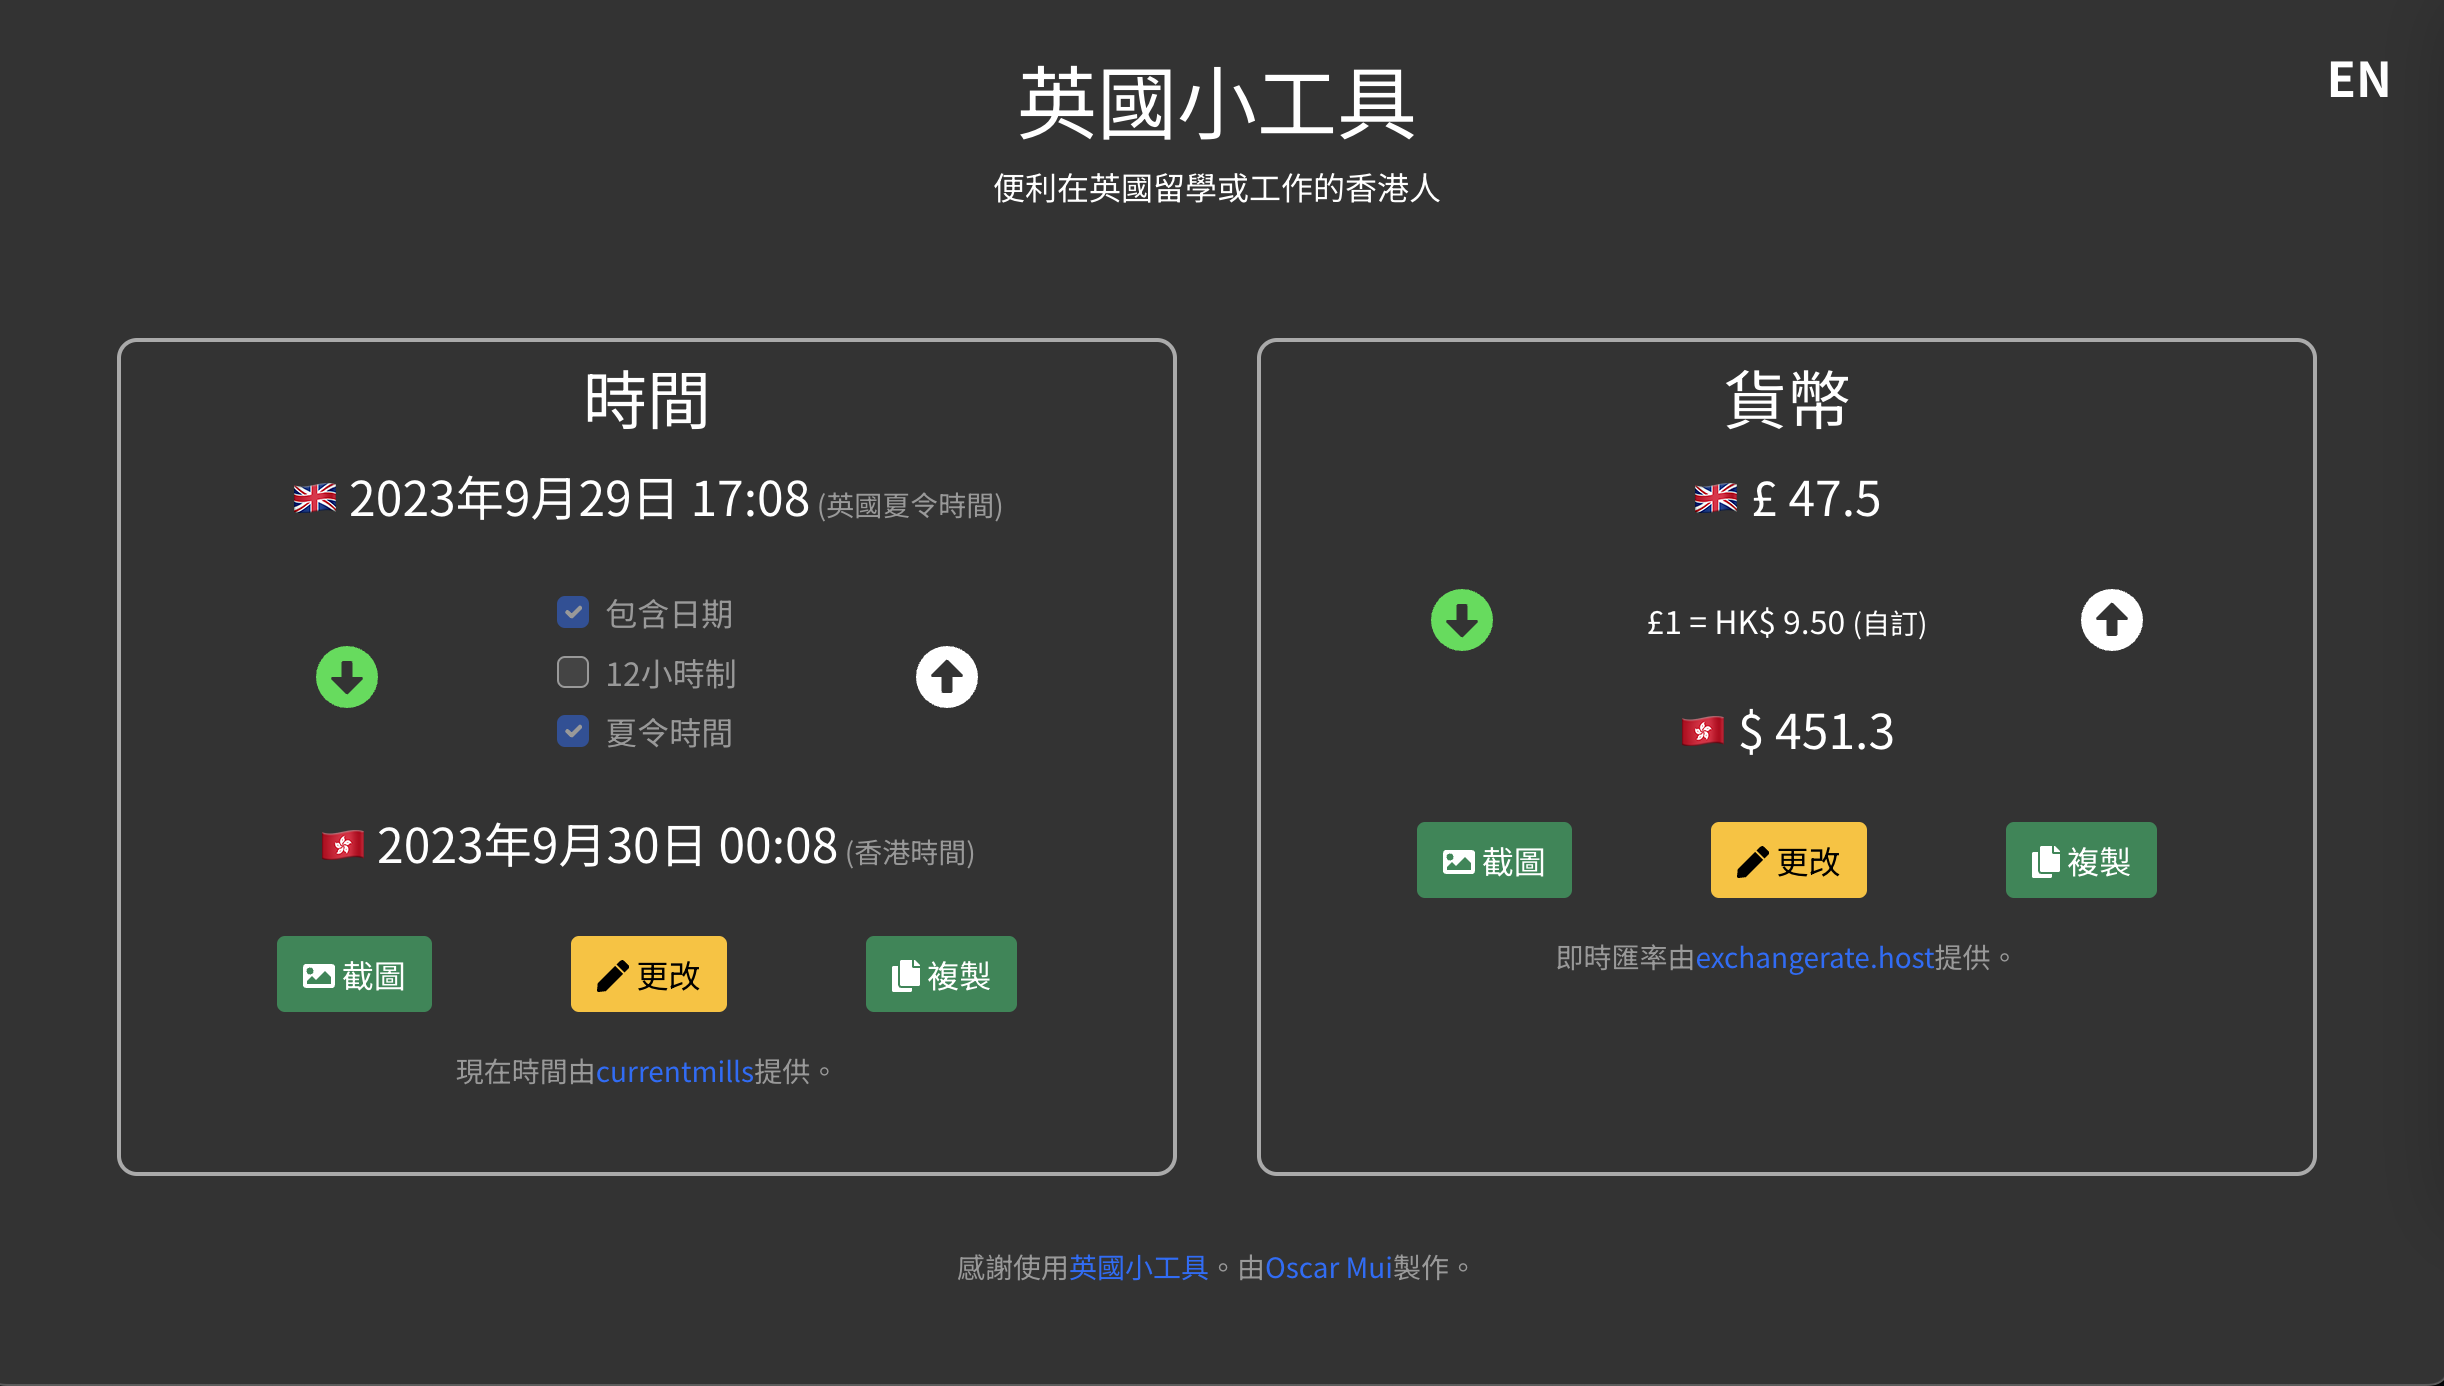 EN
英國小工具
便利在英國留學或工作的香港人
時間
2023年9月29日 17:08 (英國夏令時間)
包含日期
12小時制
夏令時間
2023年9月30日 00:08 (香港時間)
截圖
更改
複製
現在時間由currentmills提供。
貨幣
£ 47.5
£1 = HK$ 9.50 (自訂)
$ 451.3
截圖
更改
複製
即時匯率由exchangerate.host提供。
感謝使用英國小工具。由Oscar Mui製作。